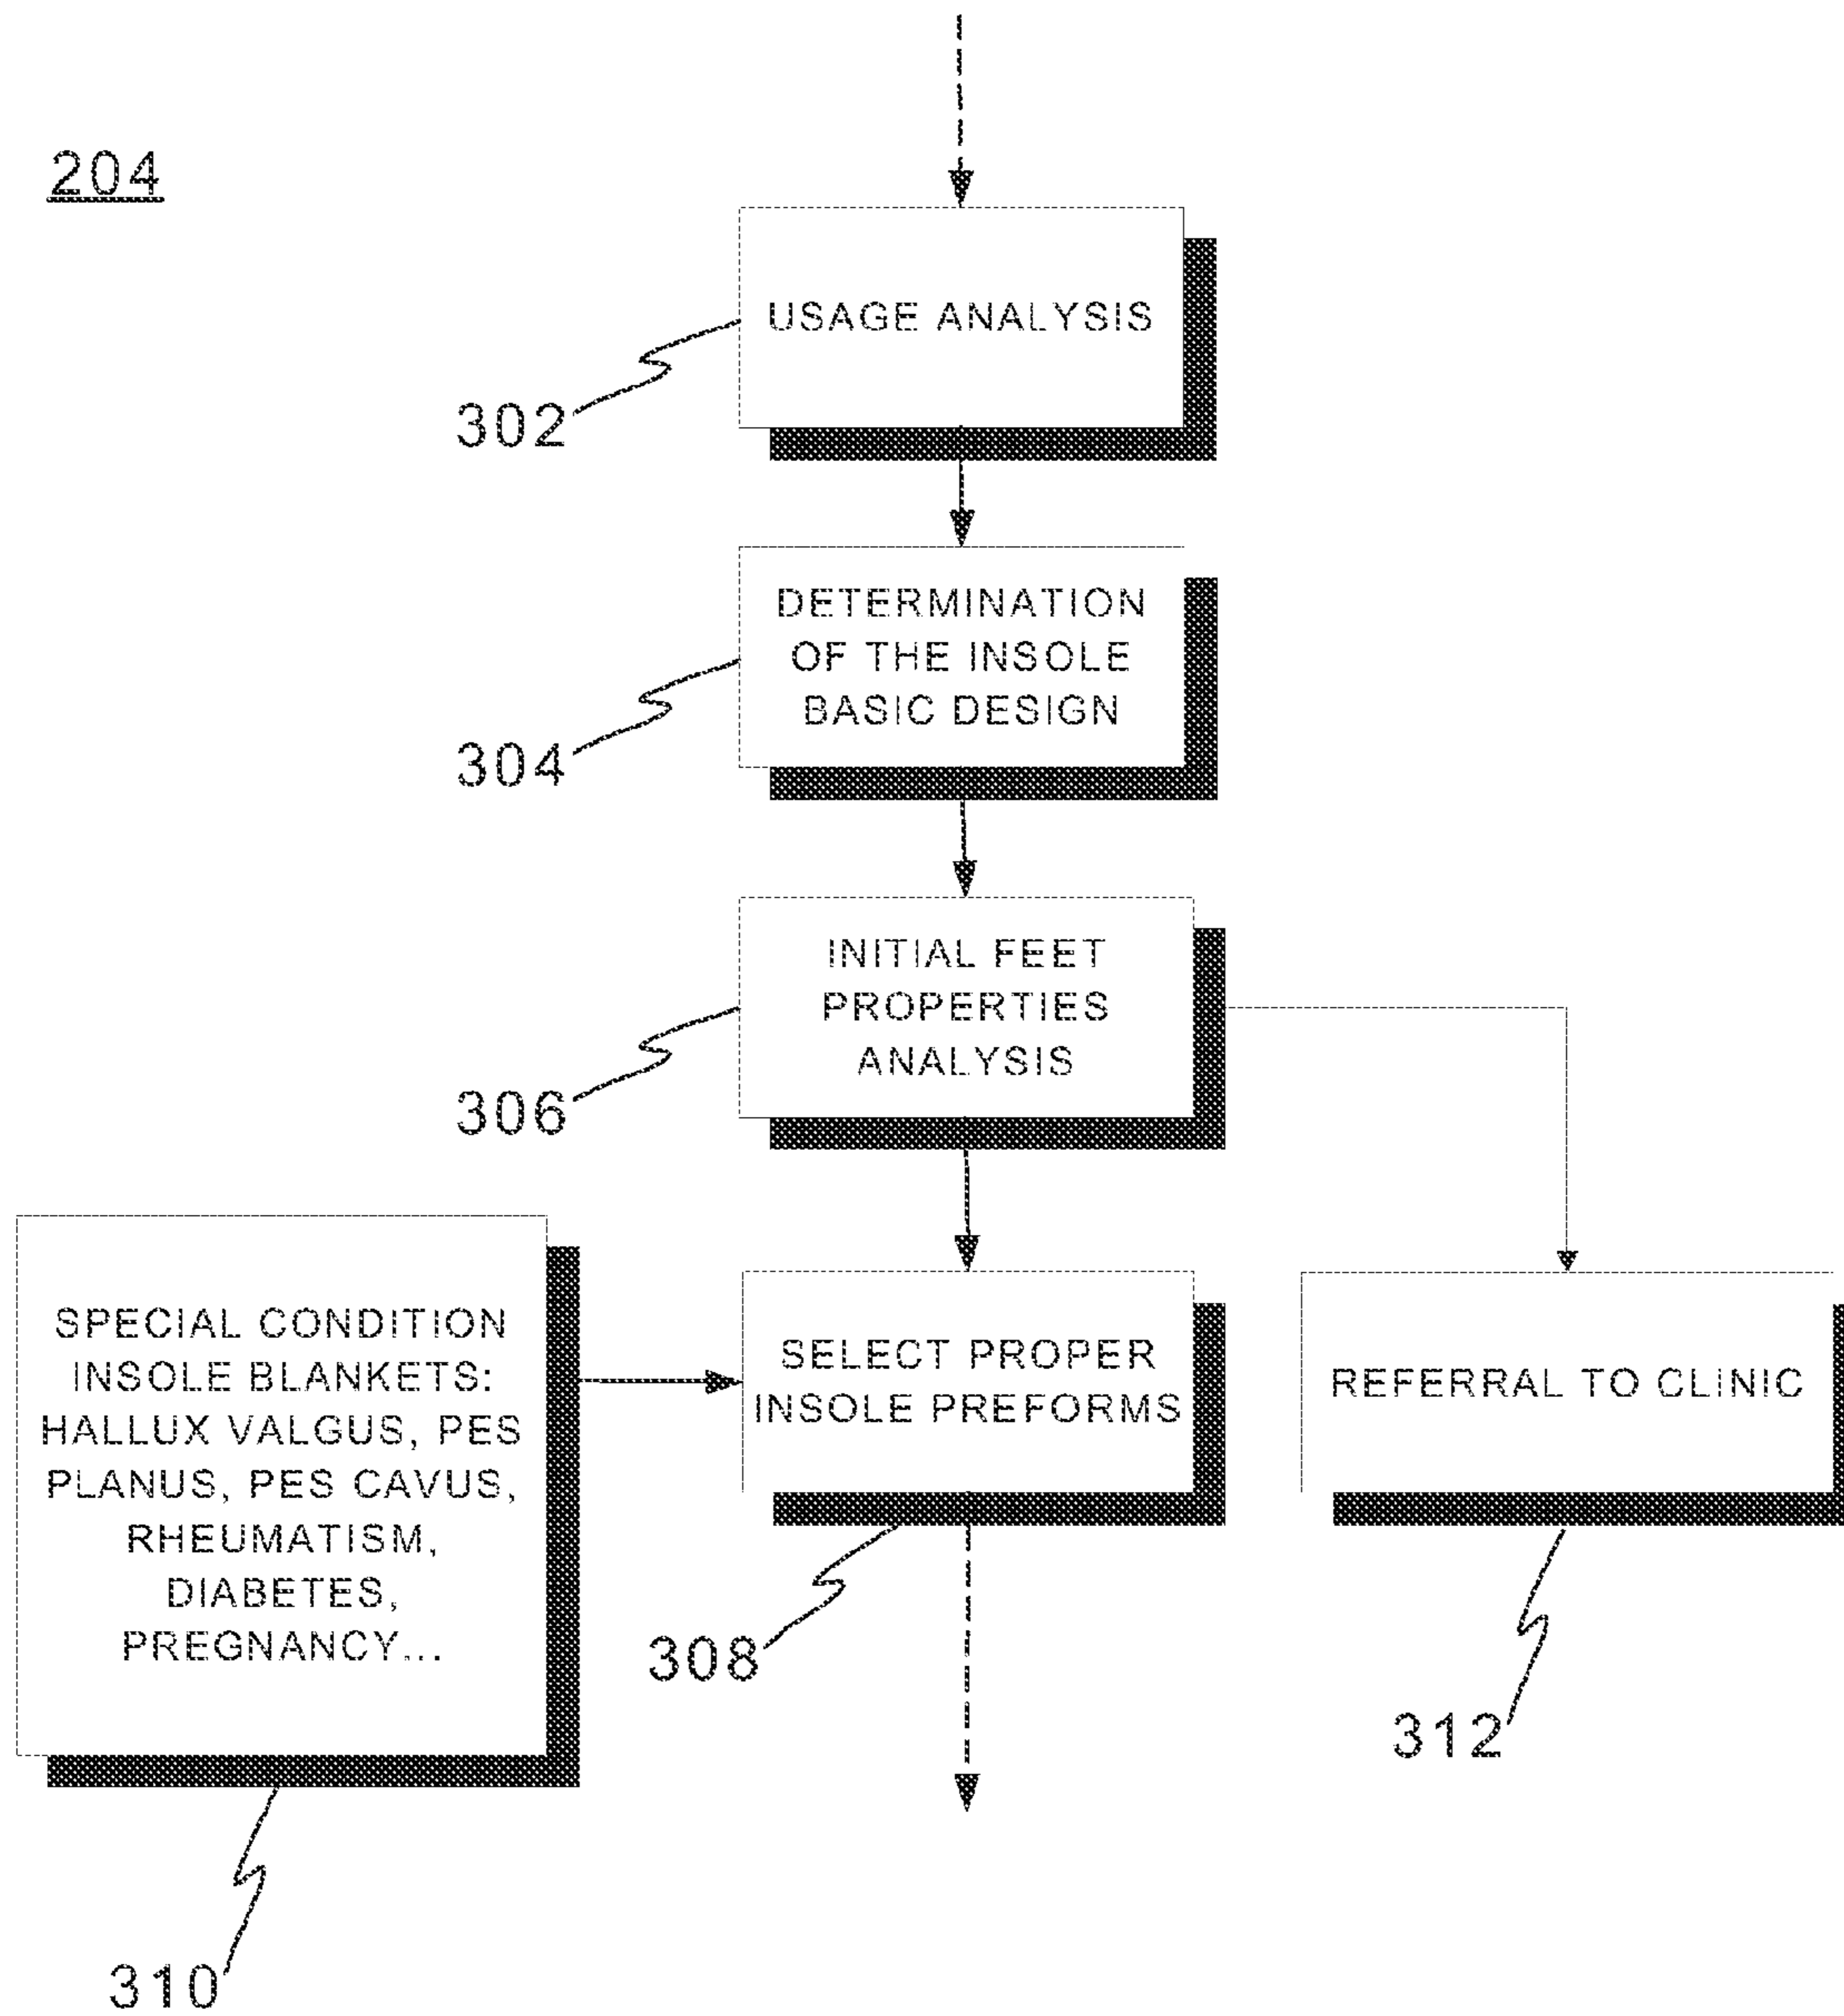 204
USAGE ANALYSIS
302
DETERMINATION
OF THE INSOLE
BASIC DESIGN
304
INITIAL FEET
PROPERTIES
ANALYSIS
306
SPECIAL CONDITION
INSOLE BLANKETS:
HALLUX VALGUS, PES
PLANUS, PES CAVUS,
RHEUMATISM,
DIABETES,
PREGNANCY...
310
SELECT PROPER
INSOLE PREFORMS
308
REFERRAL TO CLINIC
312